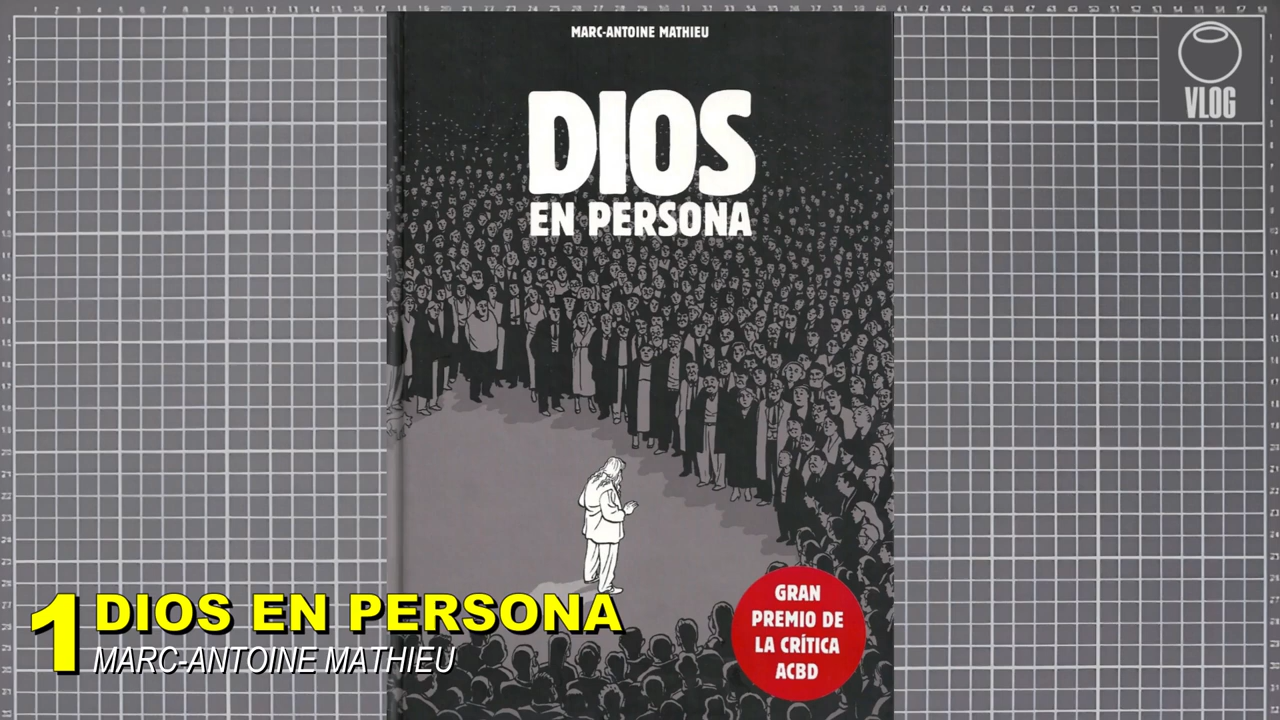 MARC-ANTOINE MATHIEU
DIOS
EN PERSONA
VLOG
GRAN
PREMIO DE
LA CRÍTICA
ACBD
1 DIOS EN PERSONA
MARC-ANTOINE MATHIEU